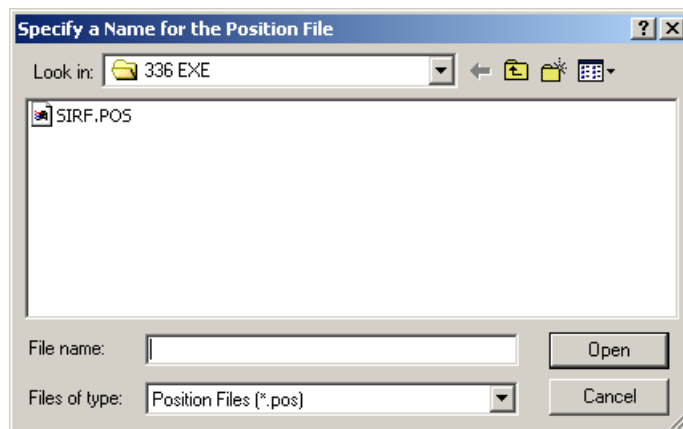 Specify a Name for the Position File
Look in: 336 EXE
SIRF.POS
File name: Open
Files of type: Position Files (*.pos) Cancel